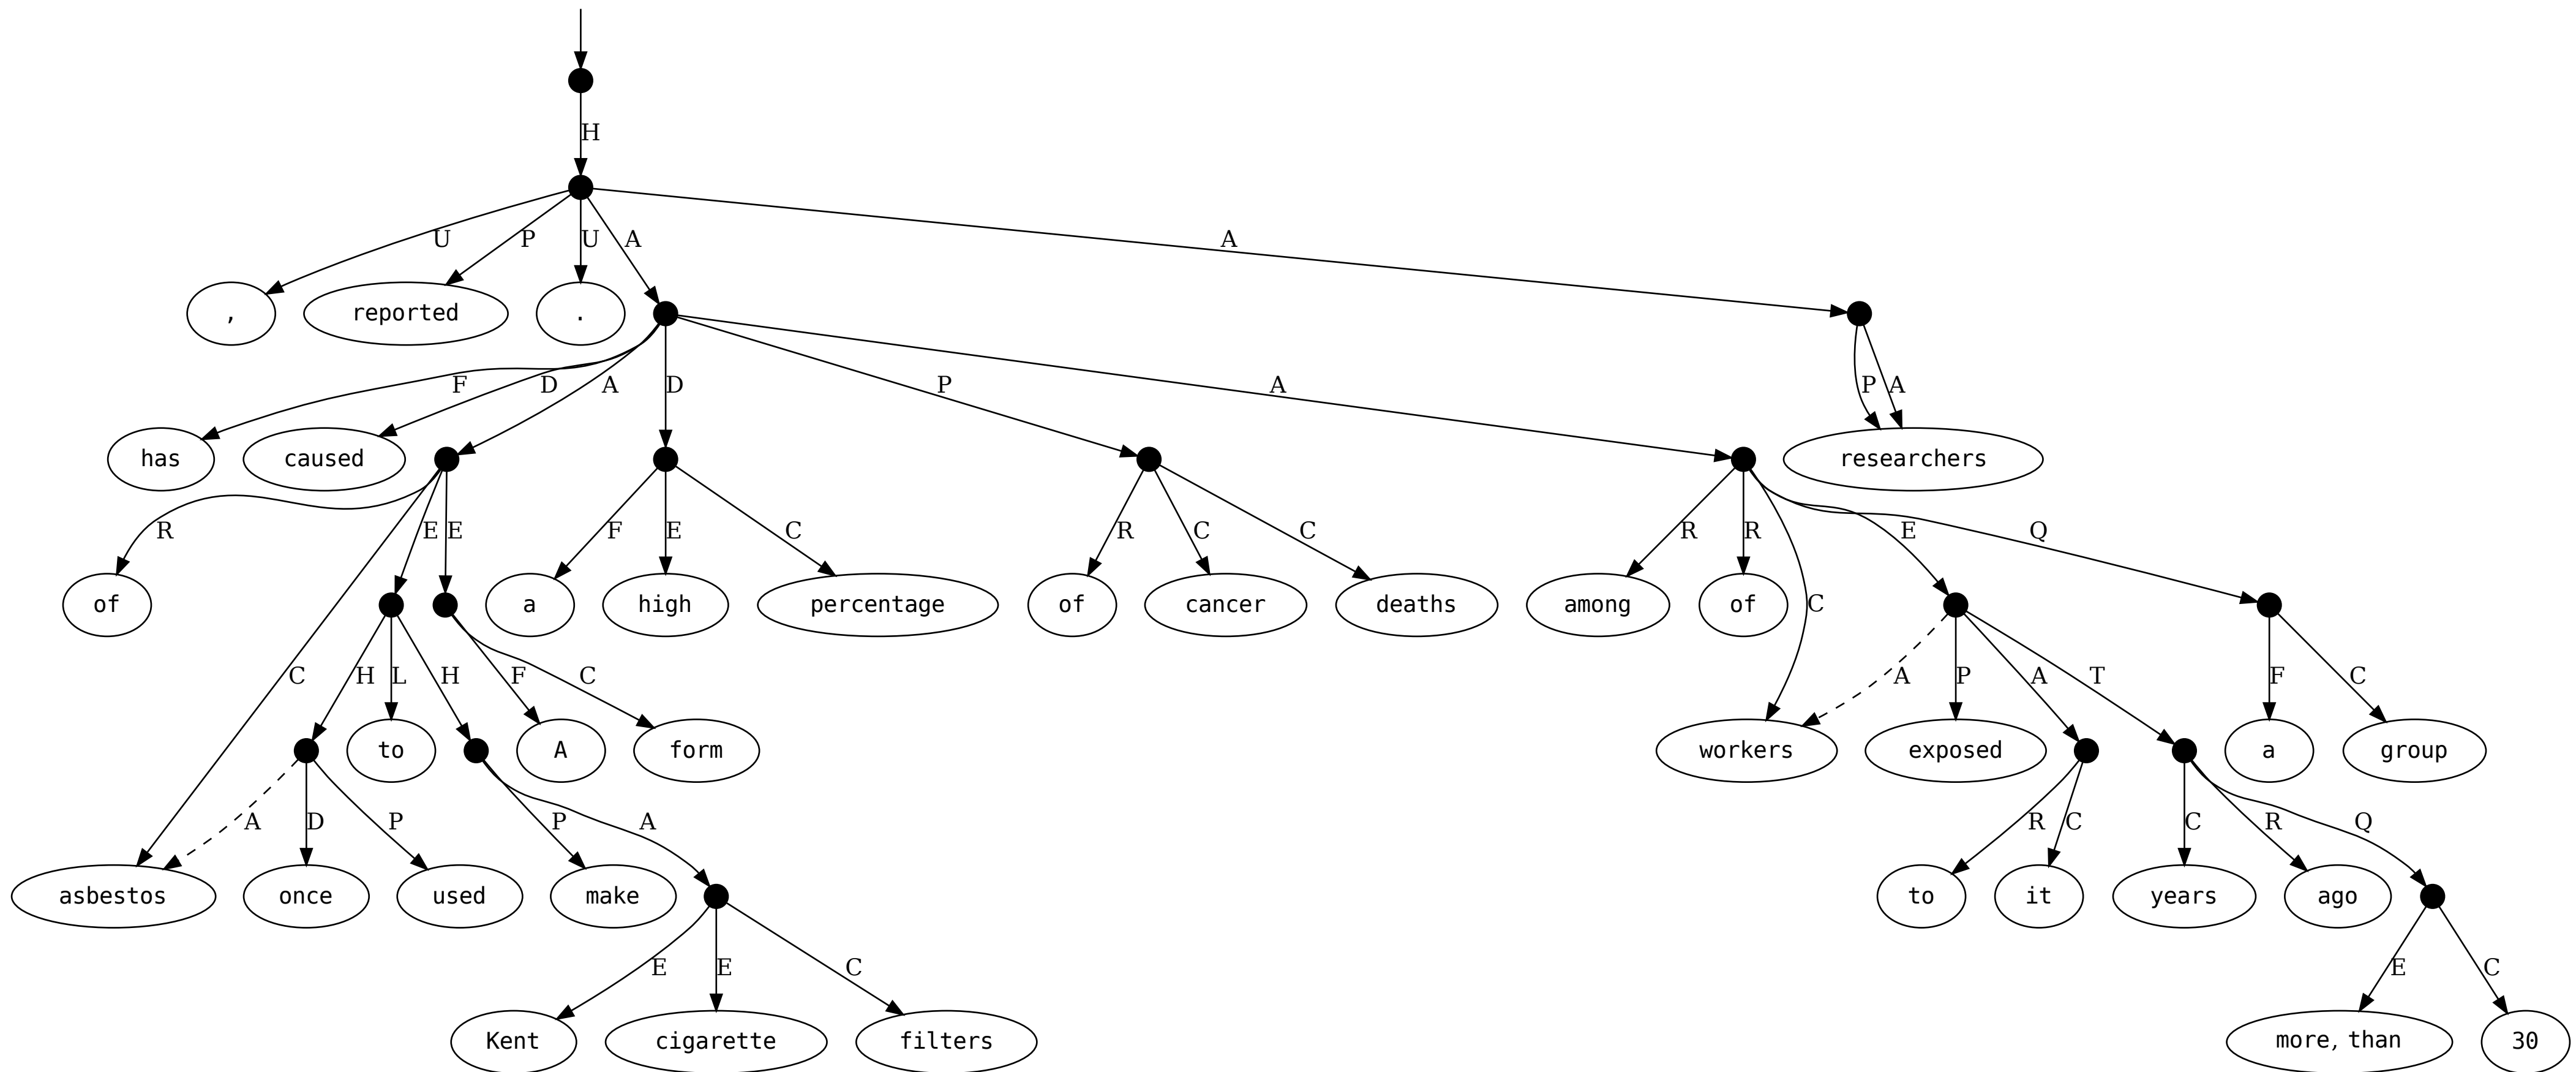 H
U P U A A
, reported .
F D A D P A P A
has caused researchers
R E E F E C R C C R R C E Q
of a high percentage of cancer deaths among of
C H L H F C A P A T F C
to A form workers exposed a group
A D P P A R C C R Q
asbestos once used make to it years ago
E E C E C
Kent cigarette filters more, than 30